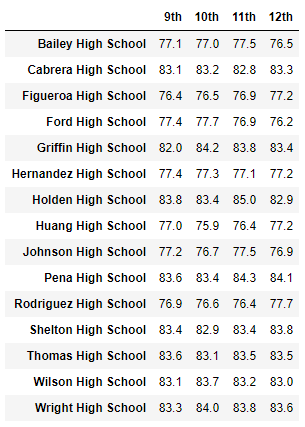 9th 10th 11th 12th
Bailey High School 77.1 77.0 77.5 76.5
Cabrera High School 83.1 83.2 82.8 83.3
Figueroa High School 76.4 76.5 76.9 77.2
Ford High School 77.4 77.7 76.9 76.2
Griffin High School 82.0 84.2 83.8 83.4
Hernandez High School 77.4 77.3 77.1 77.2
Holden High School 83.8 83.4 85.0 82.9
Huang High School 77.0 75.9 76.4 77.2
Johnson High School 77.2 76.7 77.5 76.9
Pena High School 83.6 83.4 84.3 84.1
Rodriguez High School 76.9 76.6 76.4 77.7
Shelton High School 83.4 82.9 83.4 83.8
Thomas High School 83.6 83.1 83.5 83.5
Wilson High School 83.1 83.7 83.2 83.0
Wright High School 83.3 84.0 83.8 83.6